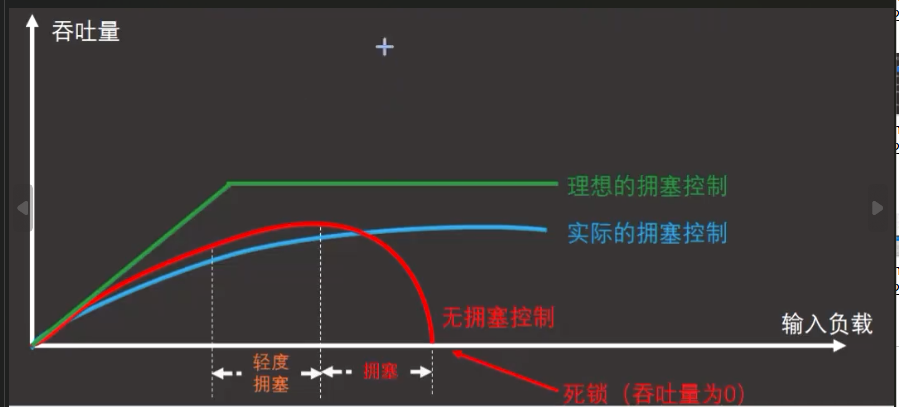 吞吐量
理想的拥塞控制
实际的拥塞控制
无拥塞控制
输入负载
轻度
拥塞
拥塞
死锁（吞吐量为0）